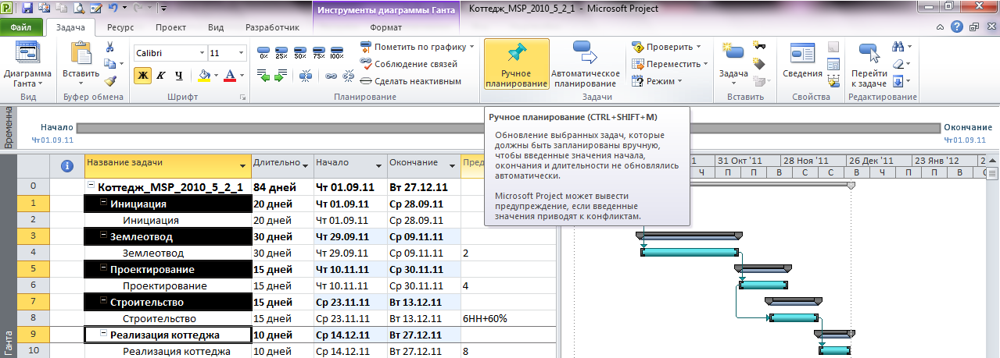 Инструменты диаграммы Ганта
Коттедж_MSP_2010_5_2_1 - Microsoft Project
Файл Задача Ресурс Проект Вид Разработчик Формат
Диаграмма Ганта
Вид
Вставить
Буфер обмена
Calibri 11
Ж К Ч
Шрифт
0% 25% 50% 75% 100%
Пометить по графику
Соблюдение связей
Сделать неактивным
Планирование
Ручное планирование
Автоматическое планирование
Проверить
Переместить
Режим
Задачи
Задача
Вставить
Сведения
Свойства
Перейти к задаче
Редактирование
Временна
Начало
Чт01.09.11
Окончание
Чт01.09.11
Ручное планирование (CTRL+SHIFT+M)
Обновление выбранных задач, которые
должны быть запланированы вручную,
чтобы введенные значения начала,
окончания и длительности не обновлялись
автоматически.
Microsoft Project может вывести
предупреждение, если введенные
значения приводят к конфликтам.
Название задачи Длительно Начало Окончание Пред
1 31 Окт '11 28 Ноя '11 26 Дек '11 23 Янв '12 2
Ч П В С Ч П В С Ч П В С
0 Коттедж_MSP_2010_5_2_1 84 дней Чт 01.09.11 Вт 27.12.11
1 Инициация 20 дней Чт 01.09.11 Ср 28.09.11
2 Инициация 20 дней Чт 01.09.11 Ср 28.09.11
3 Землеотвод 30 дней Чт 29.09.11 Ср 09.11.11
4 Землеотвод 30 дней Чт 29.09.11 Ср 09.11.11 2
5 Проектирование 15 дней Чт 10.11.11 Ср 30.11.11
6 Проектирование 15 дней Чт 10.11.11 Ср 30.11.11 4
7 Строительство 15 дней Ср 23.11.11 Вт 13.12.11
8 Строительство 15 дней Ср 23.11.11 Вт 13.12.11 6НН+60%
9 Реализация коттеджа 10 дней Ср 14.12.11 Вт 27.12.11
10 Реализация коттеджа 10 дней Ср 14.12.11 Вт 27.12.11 8
Ганта